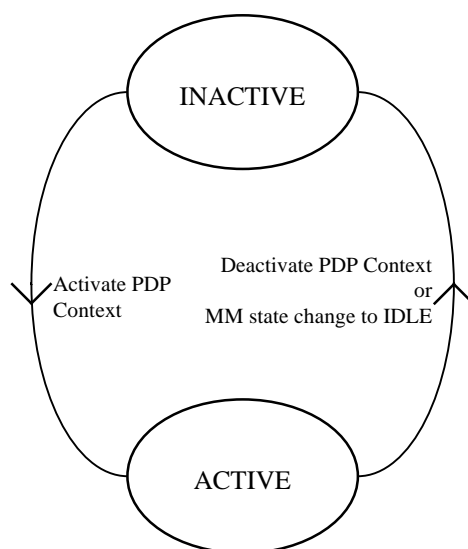 INACTIVE
Activate PDP
Context
Deactivate PDP Context
or
MM state change to IDLE
ACTIVE